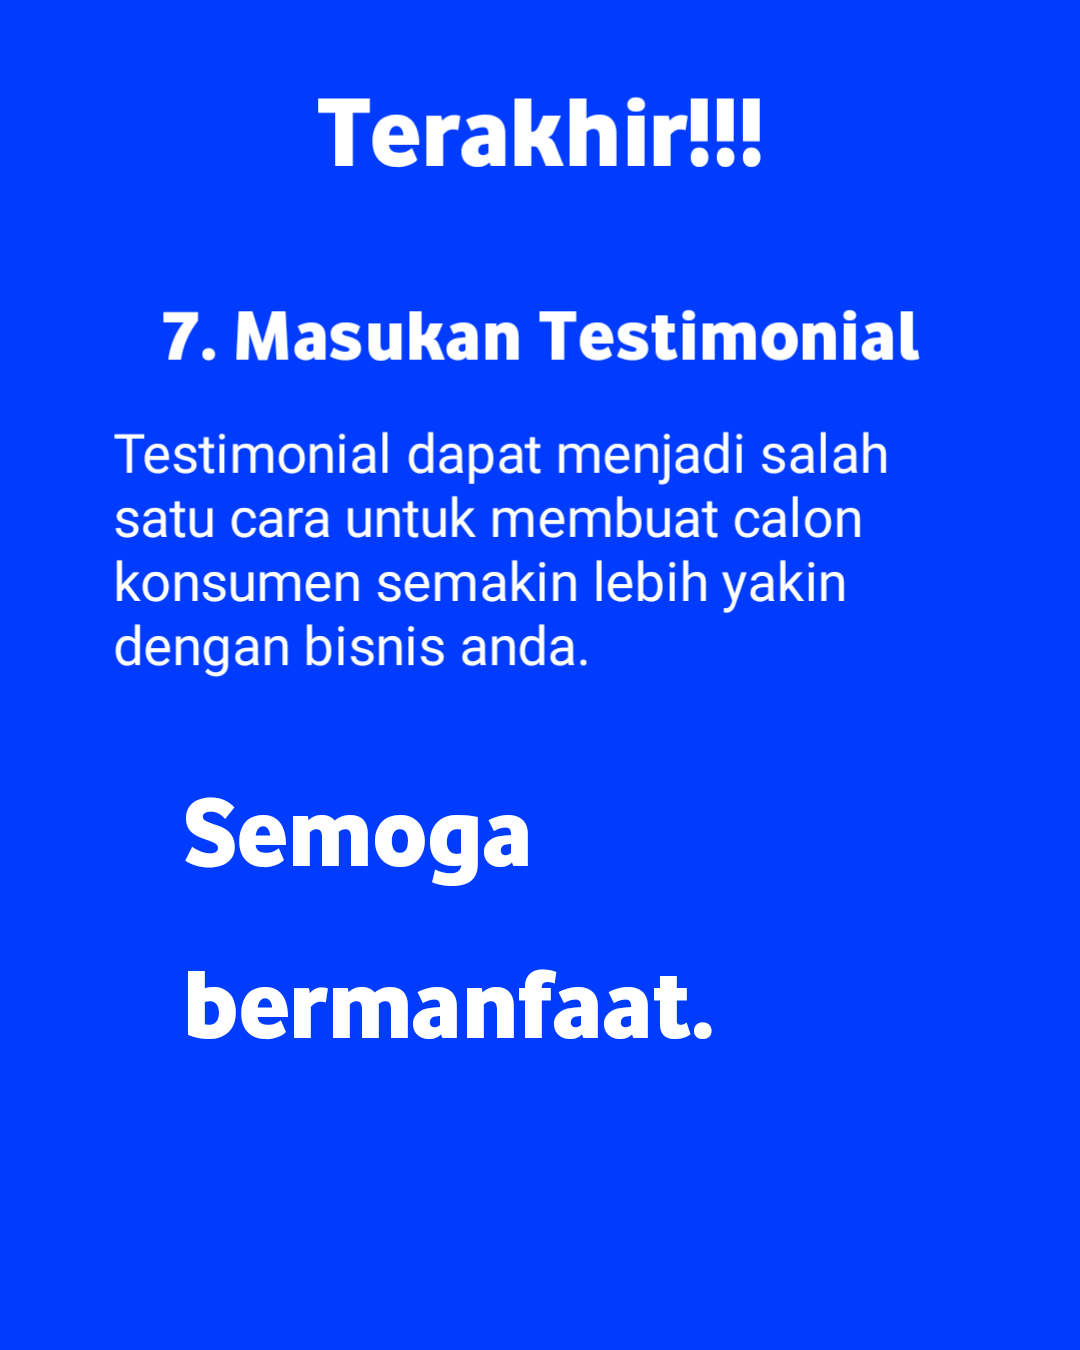 Terakhir!!!
7. Masukan Testimonial
Testimonial dapat menjadi salah
satu cara untuk membuat calon
konsumen semakin lebih yakin
dengan bisnis anda.
Semoga
bermanfaat.